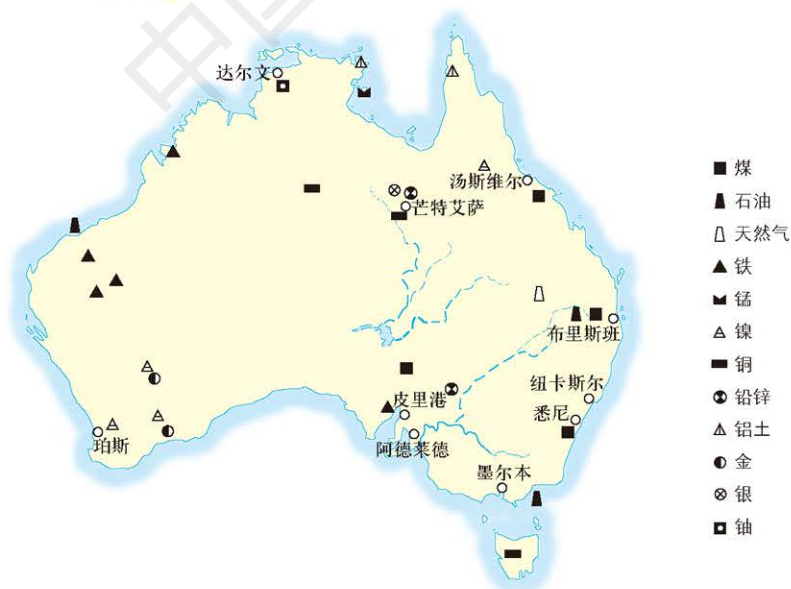 中国
达尔文
汤斯维尔
芒特艾萨
布里斯班
纽卡斯尔
皮里港
悉尼
珀斯
阿德莱德
墨尔本
煤
石油
天然气
铁
锰
镍
铜
铅锌
铝土
金
银
铀